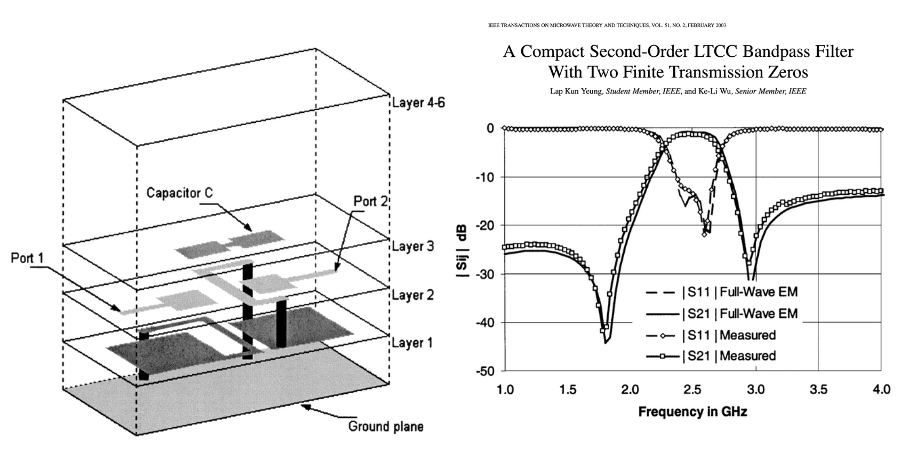 IEEE TRANSACTIONS ON MICROWAVE THEORY AND TECHNIQUES, VOL. 51, NO. 2, FEBRUARY 2003
A Compact Second-Order LTCC Bandpass Filter
With Two Finite Transmission Zeros
Lap Kun Yeung, Student Member, IEEE, and Ke-Li Wu, Senior Member, IEEE
Layer 4-6
Capacitor C
Port 2
Port 1
Layer 3
Layer 2
Layer 1
Ground plane
0
-10
-20
-30
-40
-50
|Sij| dB
|S11| Full-Wave EM
|S21| Full-Wave EM
|S11| Measured
|S21| Measured
1.0 1.5 2.0 2.5 3.0 3.5 4.0
Frequency in GHz